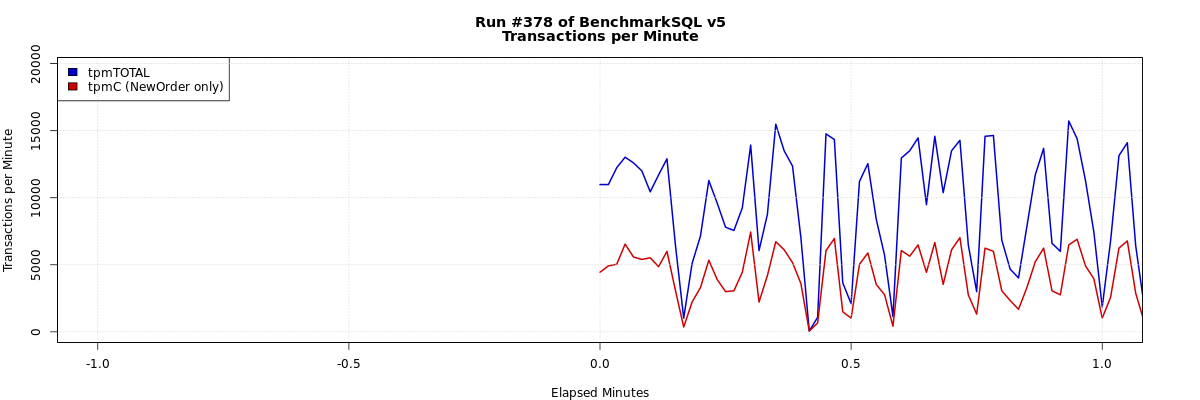 Run #378 of BenchmarkSQL v5
Transactions per Minute
tpmTOTAL
tpmC (NewOrder only)
Transactions per Minute
20000
15000
10000
5000
0
-1.0
-0.5
0.0
0.5
1.0
Elapsed Minutes